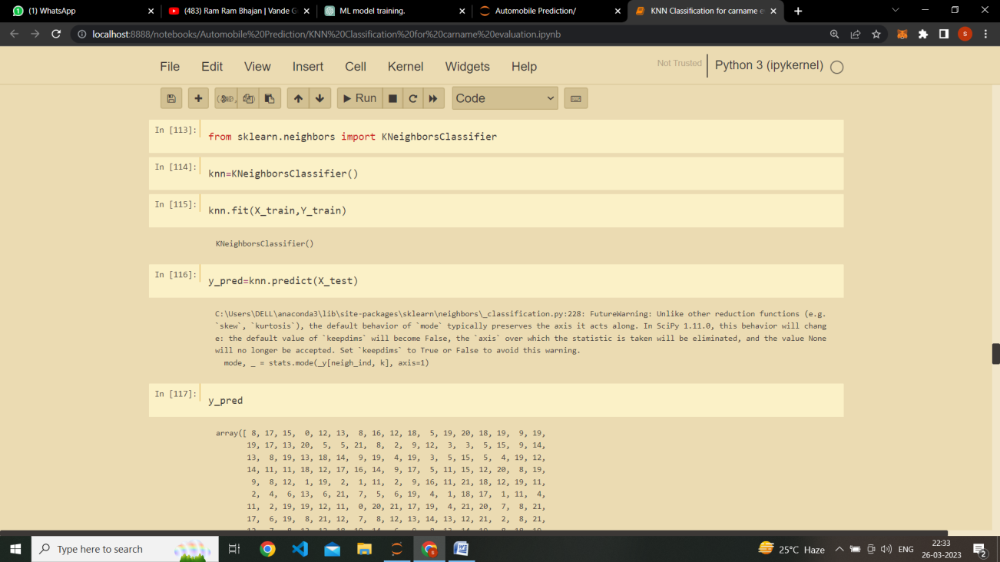 (1) WhatsApp
(483) Ram Ram Bhajan | Vande G
ML model training.
Automobile Prediction/
KNN Classification for carname e
localhost:8888/notebooks/Automobile%20Prediction/KNN%20Classification%20for%20carname%20evaluation.ipynb
S
File Edit View Insert Cell Kernel Widgets Help
Not Trusted
Python 3 (ipykernel)
Run
Code
In [113]:
from sklearn.neighbors import KNeighborsClassifier
In [114]:
knn=KNeighborsClassifier()
In [115]:
knn.fit(X_train,Y_train)
KNeighborsClassifier()
In [116]:
y_pred=knn.predict(X_test)
C:\Users\DELL\anaconda3\lib\site-packages\sklearn\neighbors\_classification.py:228: FutureWarning: Unlike other reduction functions (e.g.
`skew`, `kurtosis`), the default behavior of `mode` typically preserves the axis it acts along. In SciPy 1.11.0, this behavior will chang
e: the default value of `keepdims` will become False, the `axis` over which the statistic is taken will be eliminated, and the value None
will no longer be accepted. Set `keepdims` to True or False to avoid this warning.
mode, _ = stats.mode(_y[neigh_ind, k], axis=1)
In [117]:
y_pred
array([ 8, 17, 15, 0, 12, 13, 8, 16, 12, 18, 5, 19, 20, 18, 19, 9, 19,
19, 17, 13, 20, 5, 5, 21, 8, 2, 9, 12, 3, 3, 5, 15, 9, 14,
13, 8, 19, 13, 18, 14, 9, 19, 4, 19, 3, 5, 15, 5, 4, 19, 12,
14, 11, 11, 18, 12, 17, 16, 14, 9, 17, 5, 11, 15, 12, 20, 8, 19,
9, 8, 12, 1, 19, 2, 1, 11, 2, 9, 16, 11, 21, 18, 12, 19, 11,
2, 4, 6, 13, 6, 21, 7, 5, 6, 19, 4, 1, 18, 17, 1, 11, 4,
11, 2, 19, 19, 12, 11, 0, 20, 21, 17, 19, 4, 21, 20, 7, 8, 21,
17, 6, 19, 8, 21, 12, 7, 8, 12, 13, 14, 13, 12, 21, 2, 8, 21,
Type here to search
25°C Haze
ENG
22:33
26-03-2023
2